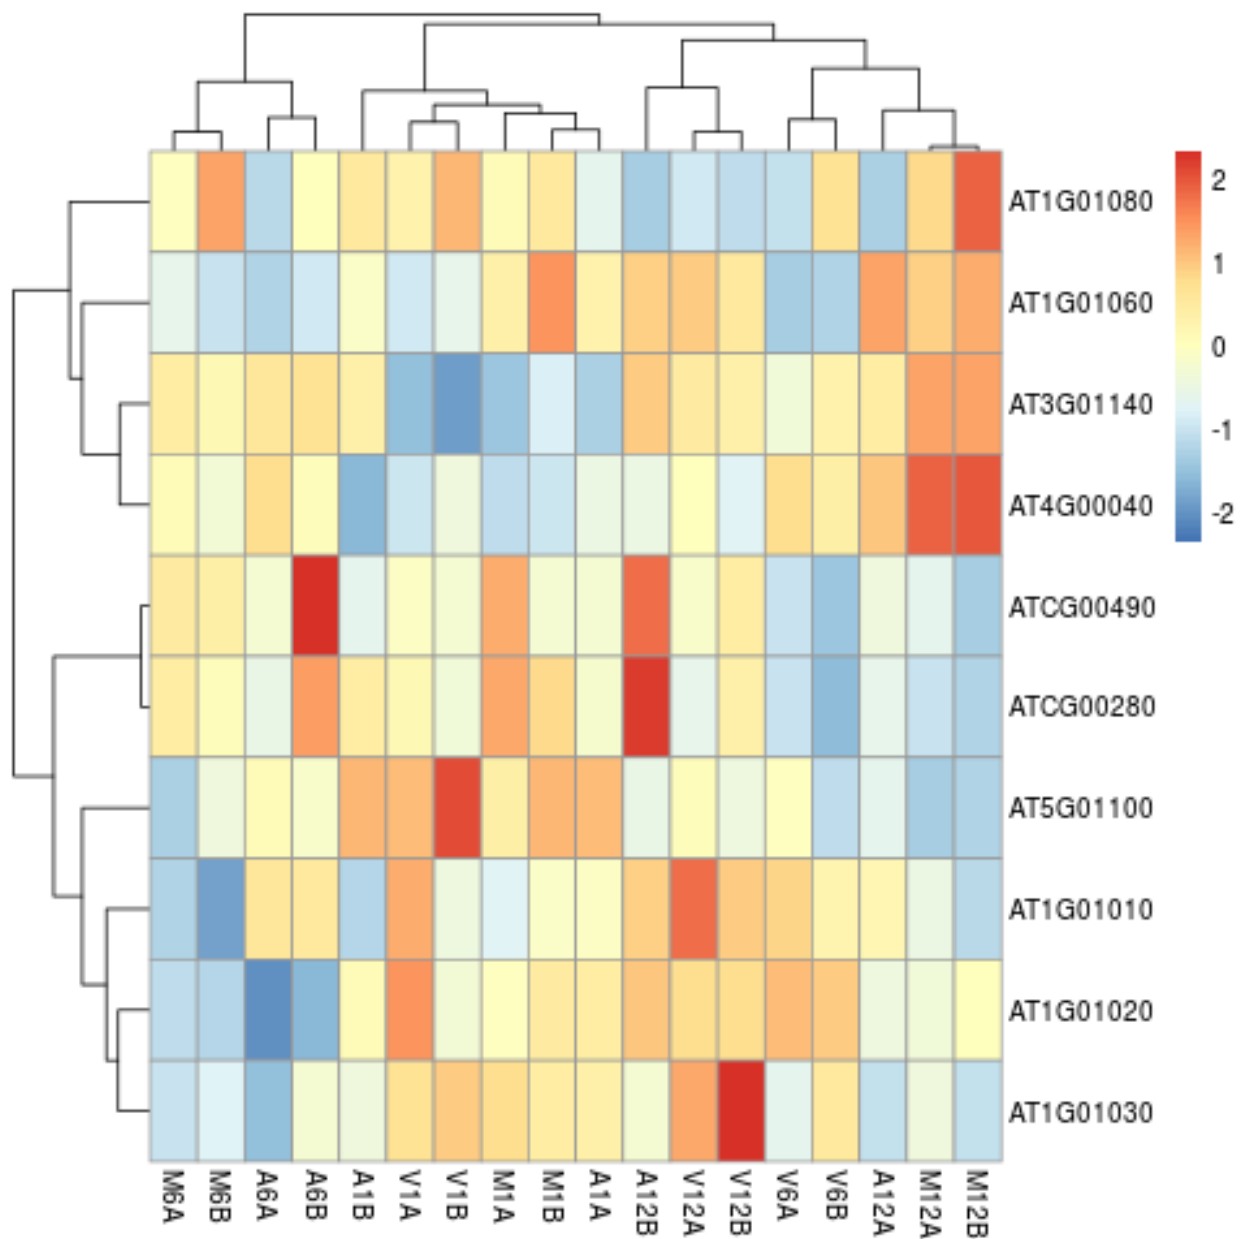 2
1
0
-1
-2
AT1G01080
AT1G01060
AT3G01140
AT4G00040
ATCG00490
ATCG00280
AT5G01100
AT1G01010
AT1G01020
AT1G01030
M6A
M6B
A6A
A6B
A1B
V1A
V1B
M1A
M1B
A1A
A12B
V12A
V12B
V6A
V6B
A12A
M12A
M12B